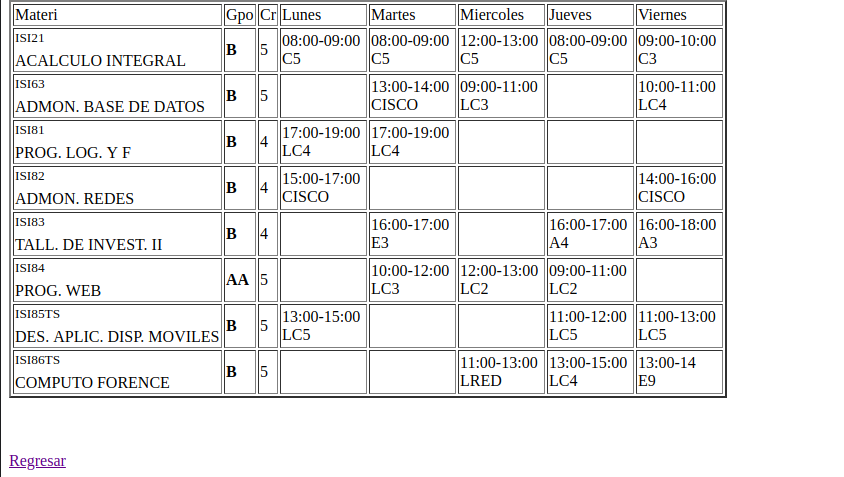 Materi Gpo Cr Lunes Martes Miercoles Jueves Viernes
ISI21
ACALCULO INTEGRAL B 5 08:00-09:00 C5 08:00-09:00 C5 12:00-13:00 C5 08:00-09:00 C5 09:00-10:00 C3
ISI63
ADMON. BASE DE DATOS B 5 13:00-14:00 CISCO 09:00-11:00 LC3 10:00-11:00 LC4
ISI81
PROG. LOG. Y F B 4 17:00-19:00 LC4 17:00-19:00 LC4
ISI82
ADMON. REDES B 4 15:00-17:00 CISCO 14:00-16:00 CISCO
ISI83
TALL. DE INVEST. II B 4 16:00-17:00 E3 16:00-17:00 A4 16:00-18:00 A3
ISI84
PROG. WEB AA 5 10:00-12:00 LC3 12:00-13:00 LC2 09:00-11:00 LC2
ISI85TS
DES. APLIC. DISP. MOVILES B 5 13:00-15:00 LC5 11:00-12:00 LC5 11:00-13:00 LC5
ISI86TS
COMPUTO FORENCE B 5 11:00-13:00 LRED 13:00-15:00 LC4 13:00-14 E9
Regresar